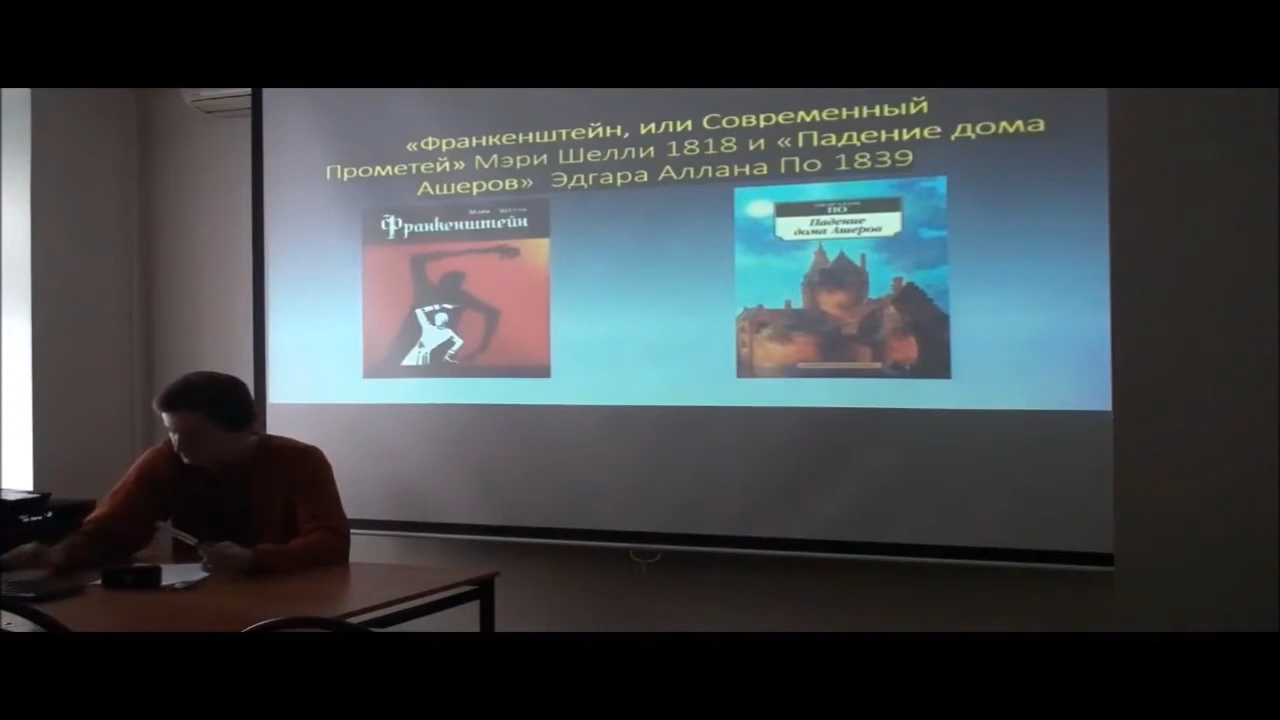 «Франкенштейн, или Современный
Прометей» Мэри Шелли 1818 и «Падение дома
Ашеров» Эдгара Аллана По 1839
Франкенштейн
ПО
Падение
дома Ашеров